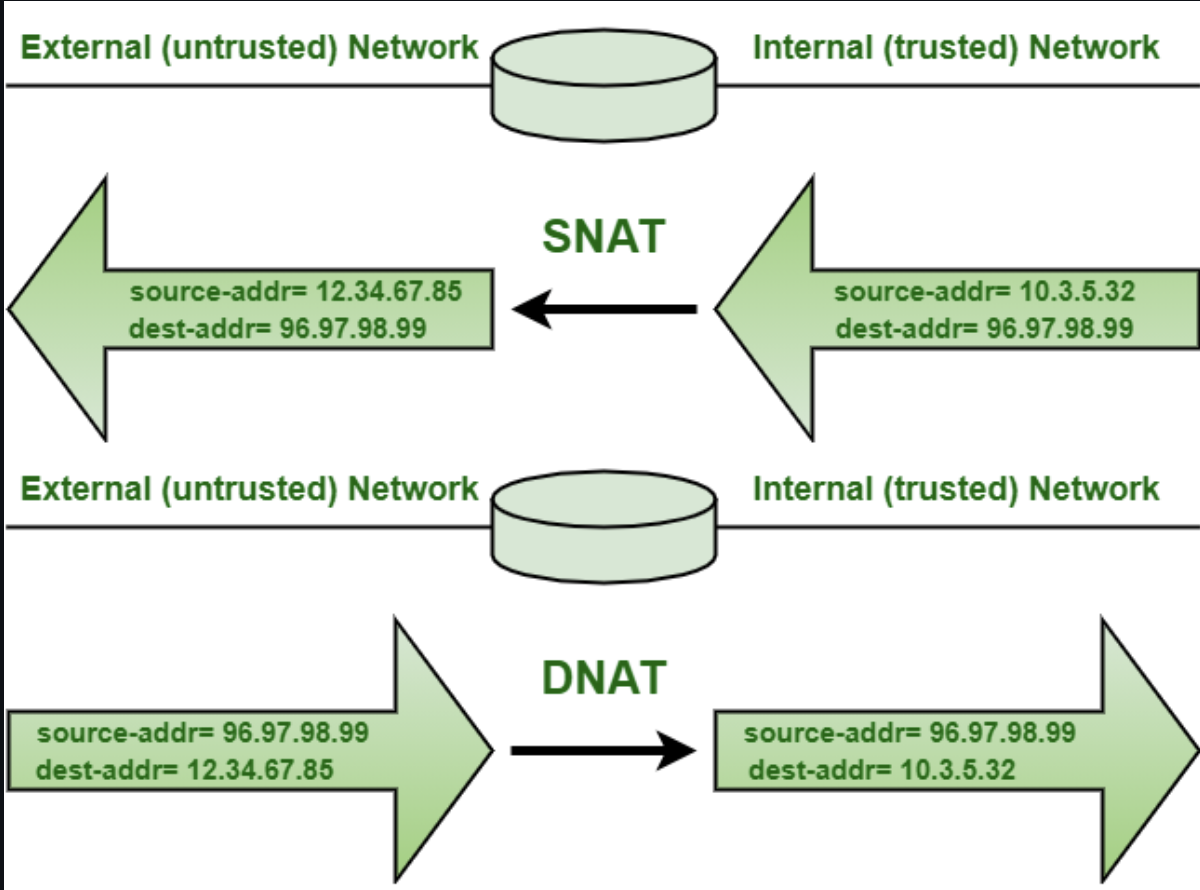 External (untrusted) Network
Internal (trusted) Network
SNAT
source-addr= 12.34.67.85
dest-addr= 96.97.98.99
source-addr= 10.3.5.32
dest-addr= 96.97.98.99
External (untrusted) Network
Internal (trusted) Network
DNAT
source-addr= 96.97.98.99
dest-addr= 12.34.67.85
source-addr= 96.97.98.99
dest-addr= 10.3.5.32